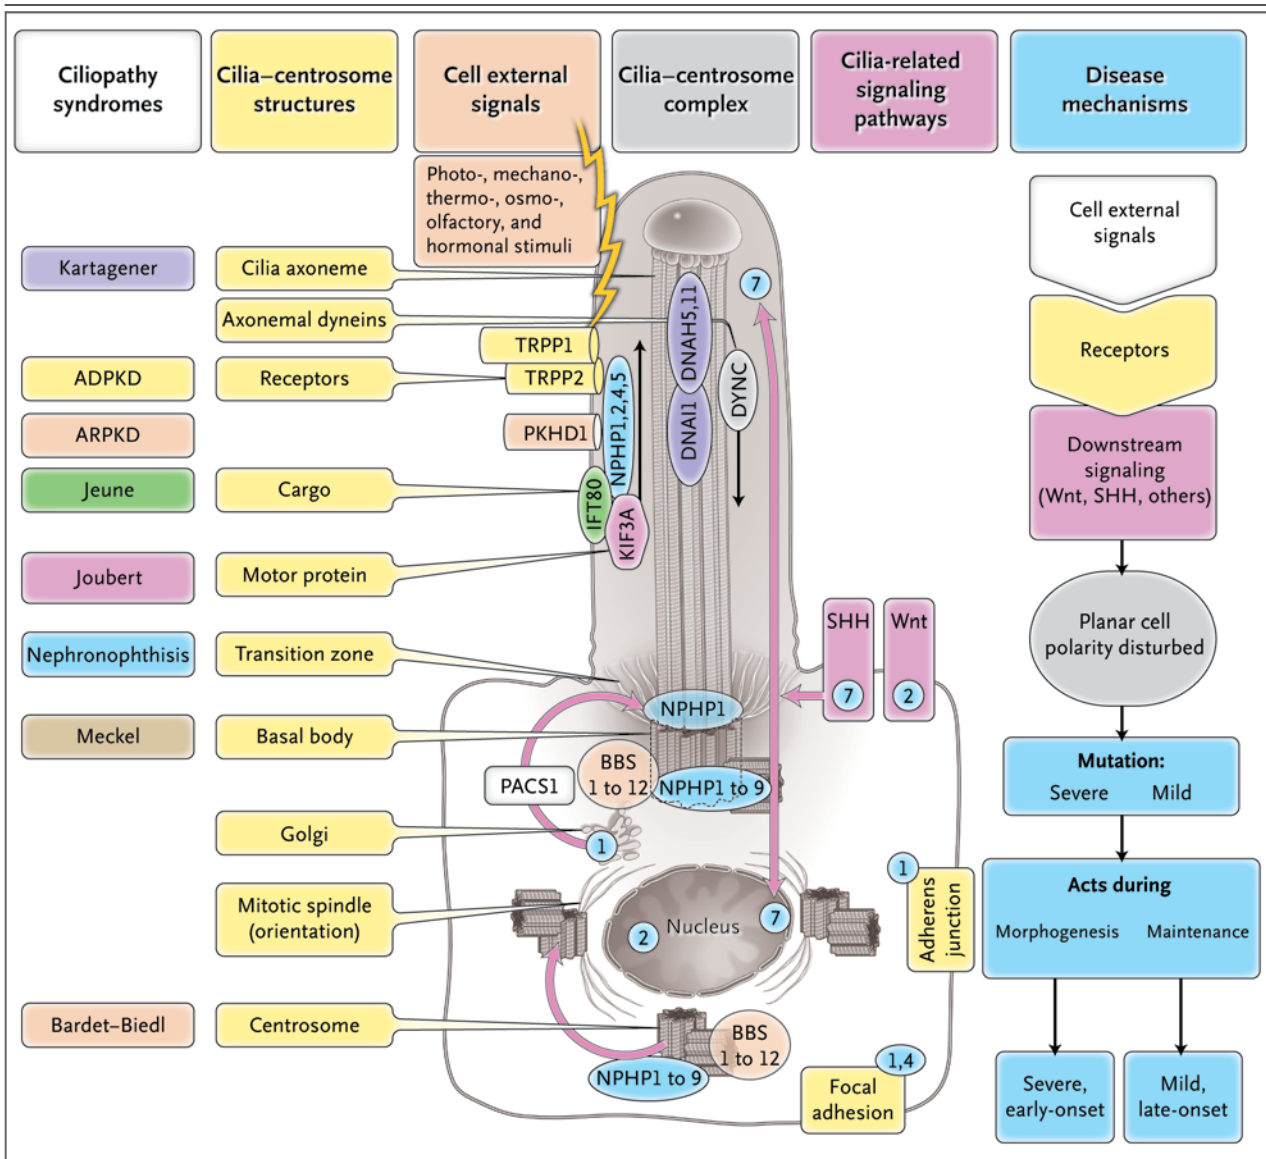 Ciliopathy
syndromes
Cilia–centrosome
structures
Cell external
signals
Cilia–centrosome
complex
Cilia-related
signaling
pathways
Disease
mechanisms
Photo-, mechano-,
thermo-, osmo-,
olfactory, and
hormonal stimuli
Kartagener
ADPKD
ARPKD
Jeune
Joubert
Nephronophthisis
Meckel
Bardet–Biedl
Cilia axoneme
Axonemal dyneins
Receptors
Cargo
Motor protein
Transition zone
Basal body
Golgi
Mitotic spindle
(orientation)
Centrosome
TRPP1
TRPP2
PKHD1
NPHP1,2,4,5
IFT80
KIF3A
DNAH5,11
DNAI1
DYNC
7
SHH
7
Wnt
2
NPHP1
BBS
1 to 12
NPHP1 to 9
PACS1
1
2
Nucleus
7
1
Adherens
junction
BBS
1 to 12
NPHP1 to 9
1,4
Focal
adhesion
Cell external
signals
Receptors
Downstream
signaling
(Wnt, SHH, others)
Planar cell
polarity disturbed
Mutation:
Severe Mild
Acts during
Morphogenesis Maintenance
Severe,
early-onset
Mild,
late-onset